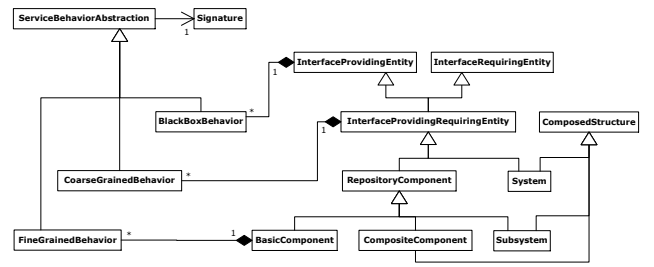 ServiceBehaviorAbstraction
Signature
1
InterfaceProvidingEntity
InterfaceRequiringEntity
1
*
BlackBoxBehavior
InterfaceProvidingRequiringEntity
ComposedStructure
1
CoarseGrainedBehavior
*
RepositoryComponent
System
FineGrainedBehavior
*
1
BasicComponent
CompositeComponent
Subsystem